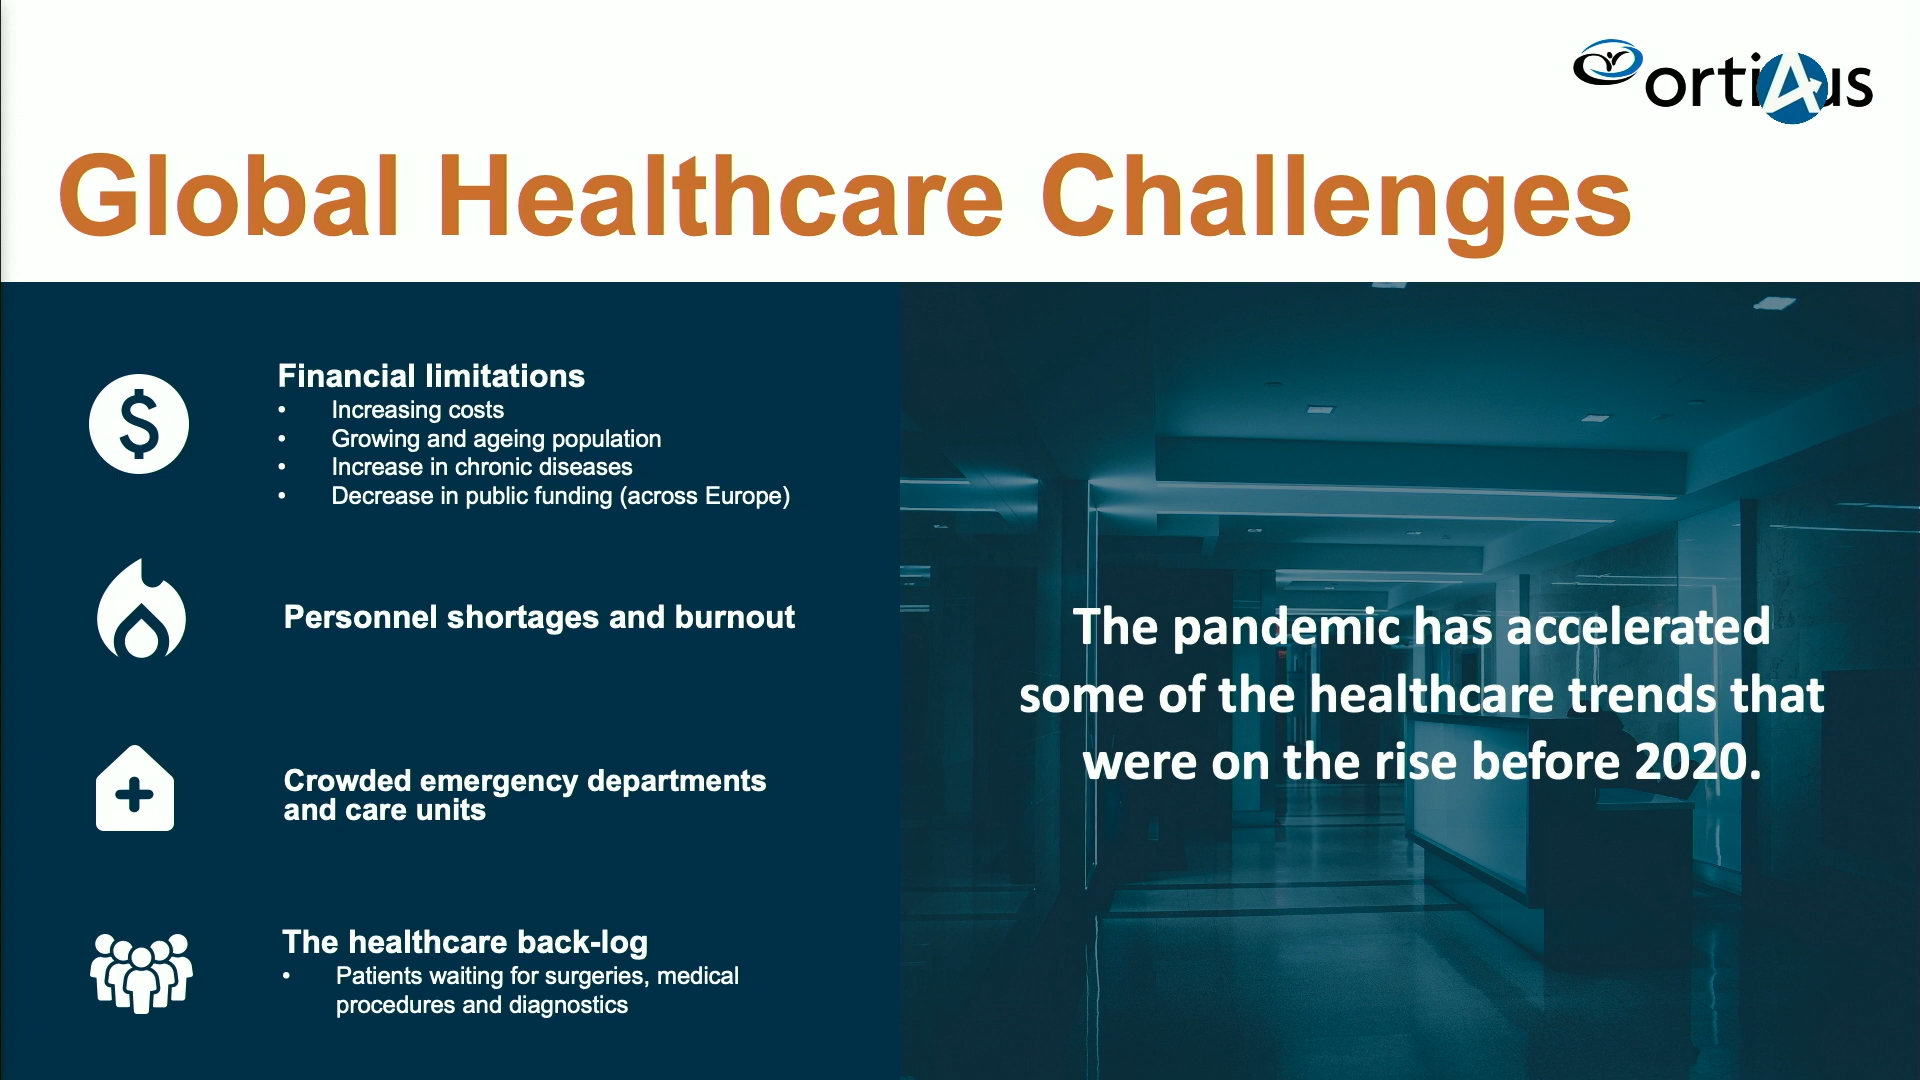 Global Healthcare Challenges
Financial limitations
• Increasing costs
• Growing and ageing population
• Increase in chronic diseases
• Decrease in public funding (across Europe)
Personnel shortages and burnout
Crowded emergency departments
and care units
The healthcare back-log
• Patients waiting for surgeries, medical
procedures and diagnostics
The pandemic has accelerated
some of the healthcare trends that
were on the rise before 2020.